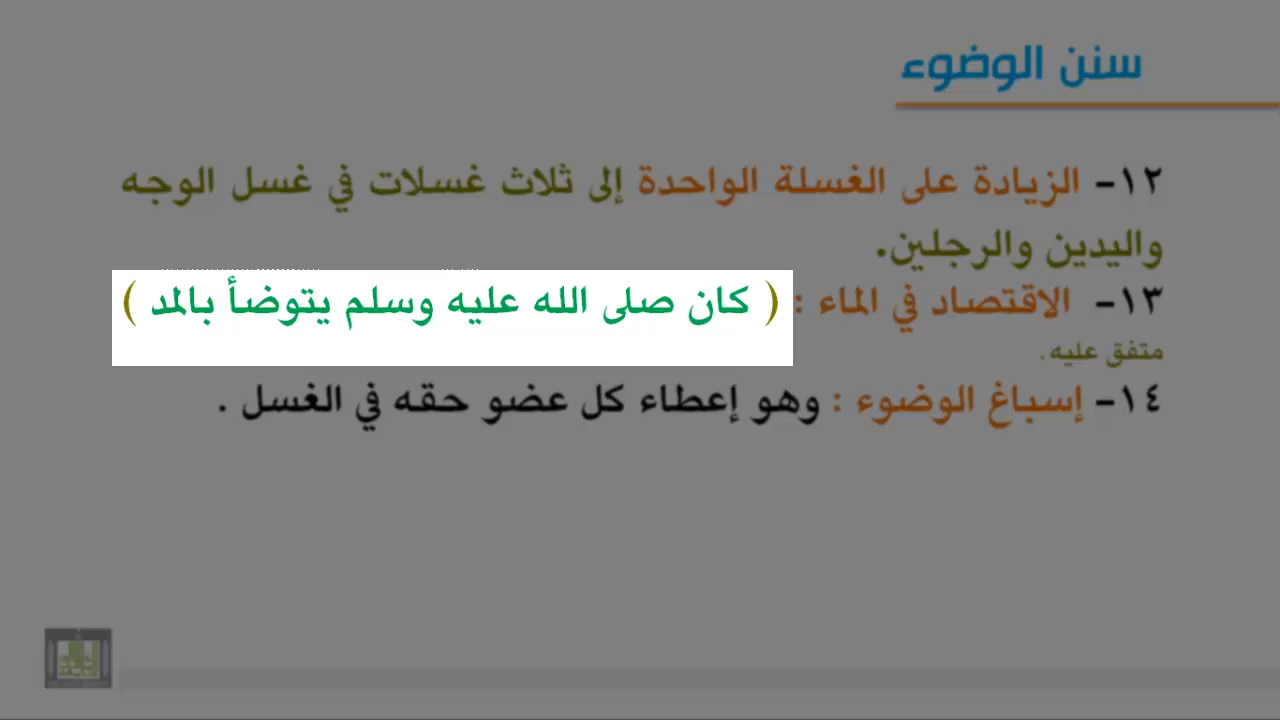 سنن الوضوء
١٢- الزيادة على الغسلة الواحدة إلى ثلاث غسلات في غسل الوجه
واليدين والرجلين.
١٣- الاقتصاد في الماء : ( كان صلى الله عليه وسلم يتوضأ بالمد )
متفق عليه.
١٤- إسباغ الوضوء : وهو إعطاء كل عضو حقه في الغسل .